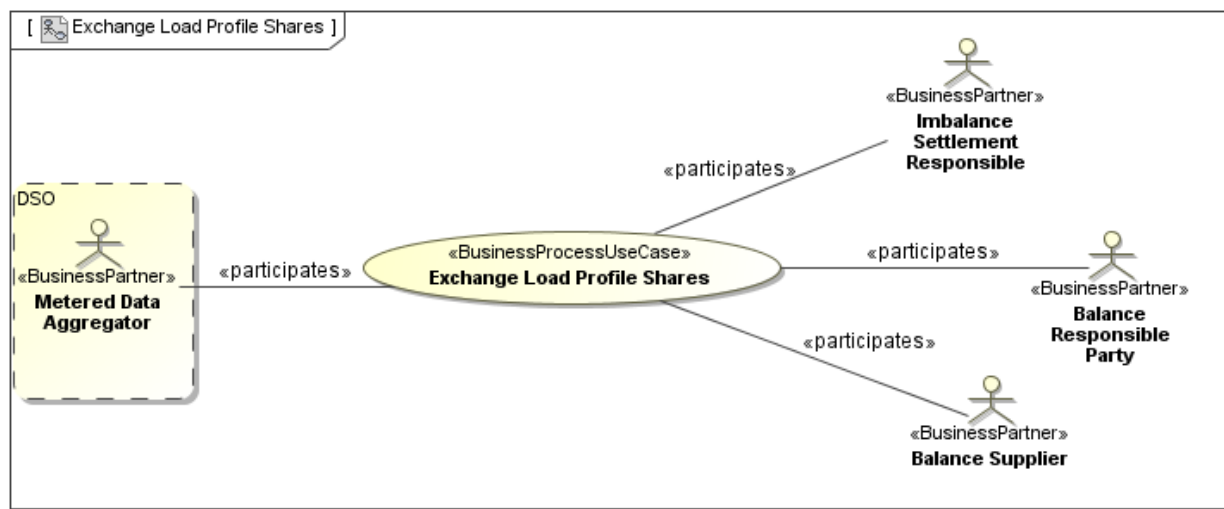 [ Exchange Load Profile Shares ]
«BusinessPartner»
Imbalance
Settlement
Responsible
«participates»
DSO
«BusinessPartner»
Metered Data
Aggregator
«participates»
«BusinessProcessUseCase»
Exchange Load Profile Shares
«participates»
«BusinessPartner»
Balance
Responsible
Party
«participates»
«BusinessPartner»
Balance Supplier